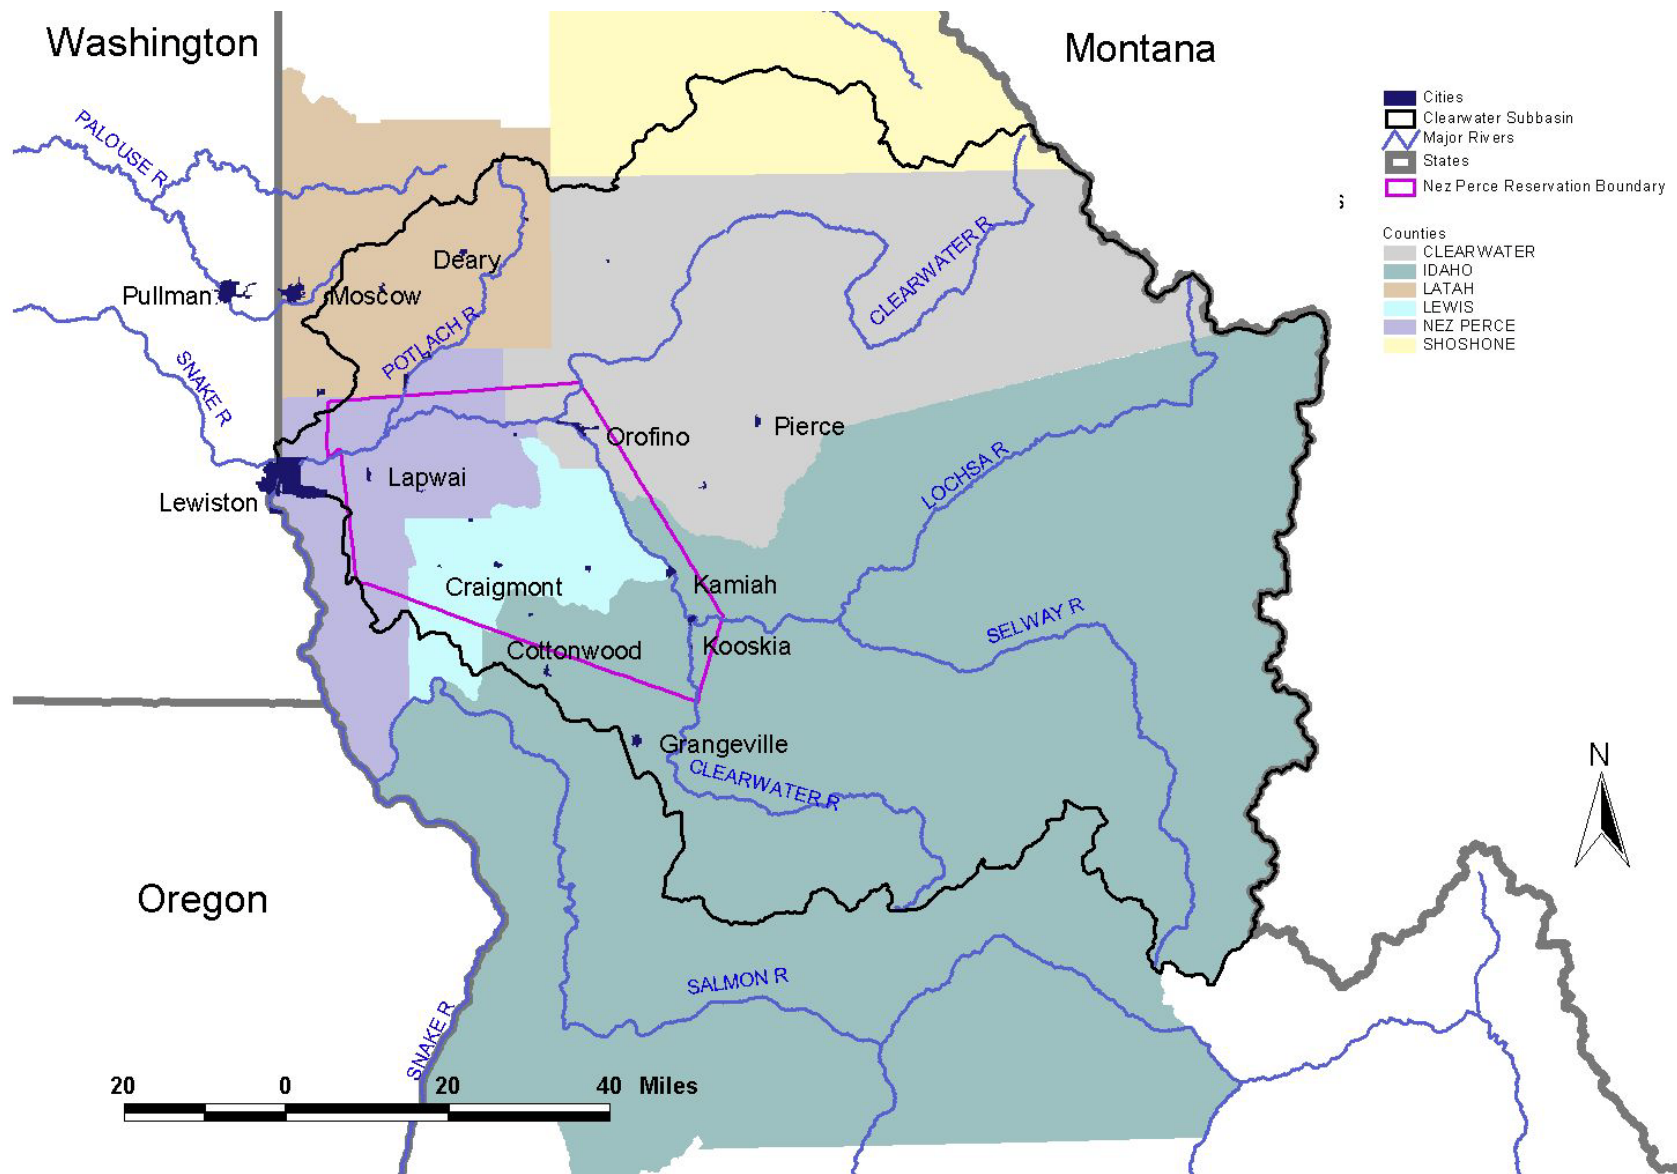 Washington
Montana
Cities
Clearwater Subbasin
Major Rivers
States
Nez Perce Reservation Boundary
s
Counties
CLEARWATER
IDAHO
LATAH
LEWIS
NEZ PERCE
SHOSHONE
PALOUSE R
Deary
CLEARWATER R
Pullman
Moscow
POTLACH R
SNAKE R
Orofino
Pierce
Lapwai
LOCHSA R
Lewiston
Craigmont
Kamiah
SELWAY R
Cottonwood
Kooskia
Grangeville
CLEARWATER R
N
Oregon
SALMON R
SNAKE R
20 0 20 40 Miles